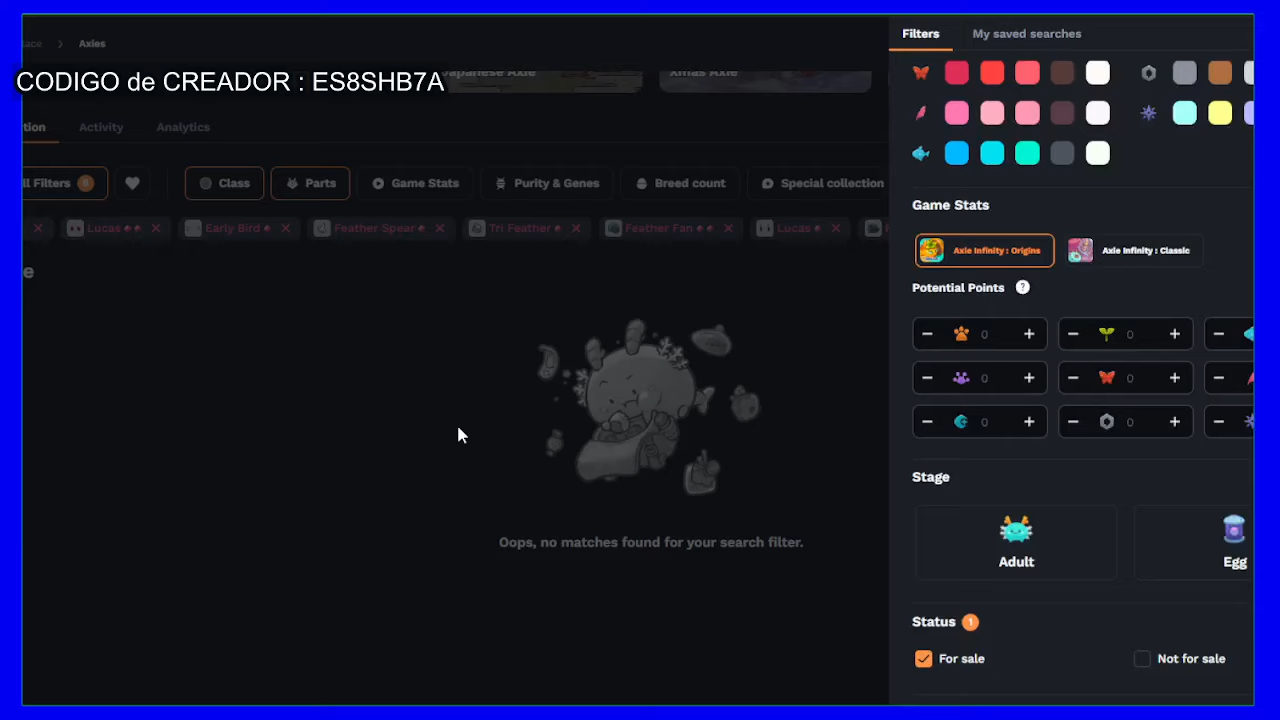 Axies
Filters
My saved searches
Japanese Axie
Xmas Axie
CODIGO de CREADOR : ES8SHB7A
Activity
Analytics
Filters
Class
Parts
Game Stats
Purity & Genes
Breed count
Special collection
Lucas
Early Bird
Feather Spear
Tri Feather
Feather Fan
Lucas
Game Stats
Axie Infinity : Origins
Axie Infinity : Classic
Potential Points ?
0
0
0
0
0
0
Stage
Adult
Egg
Oops, no matches found for your search filter.
Status 1
For sale
Not for sale